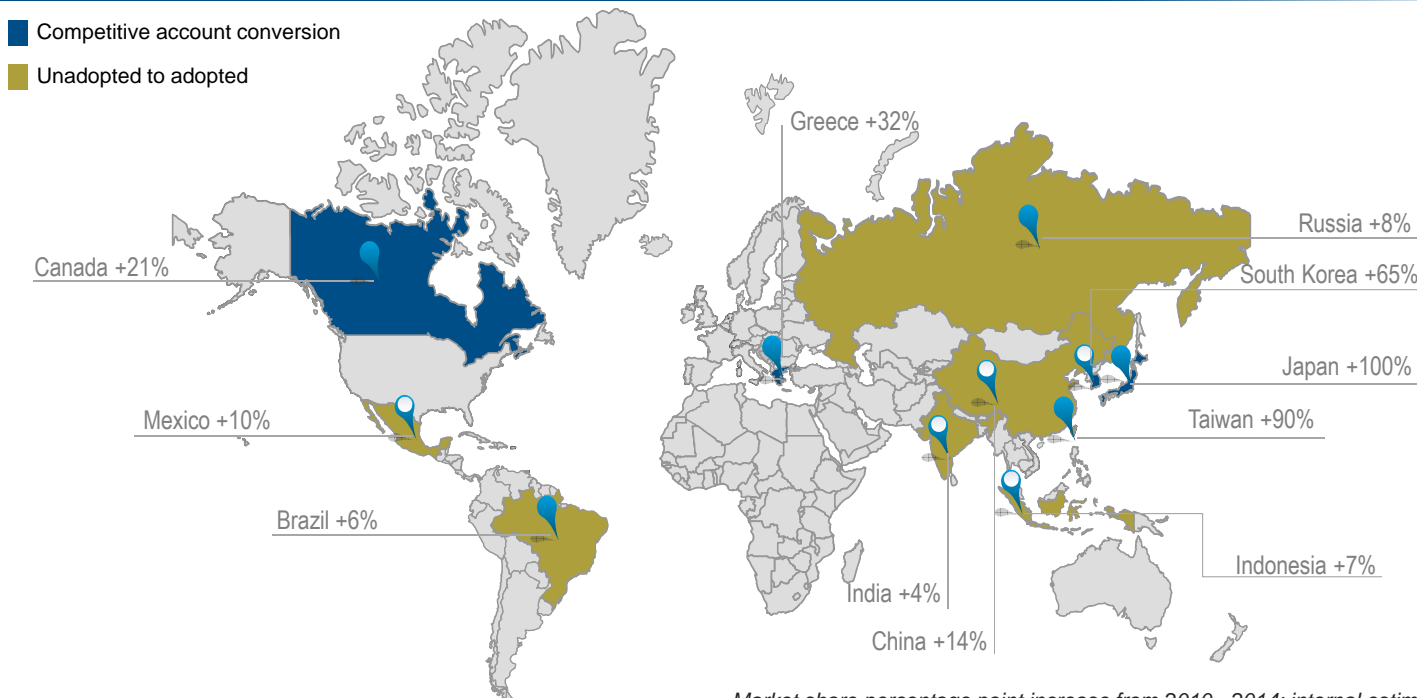 Competitive account conversion
Unadopted to adopted
Greece +32%
Russia +8%
Canada +21%
South Korea +65%
Japan +100%
Mexico +10%
Taiwan +90%
Brazil +6%
Indonesia +7%
India +4%
China +14%